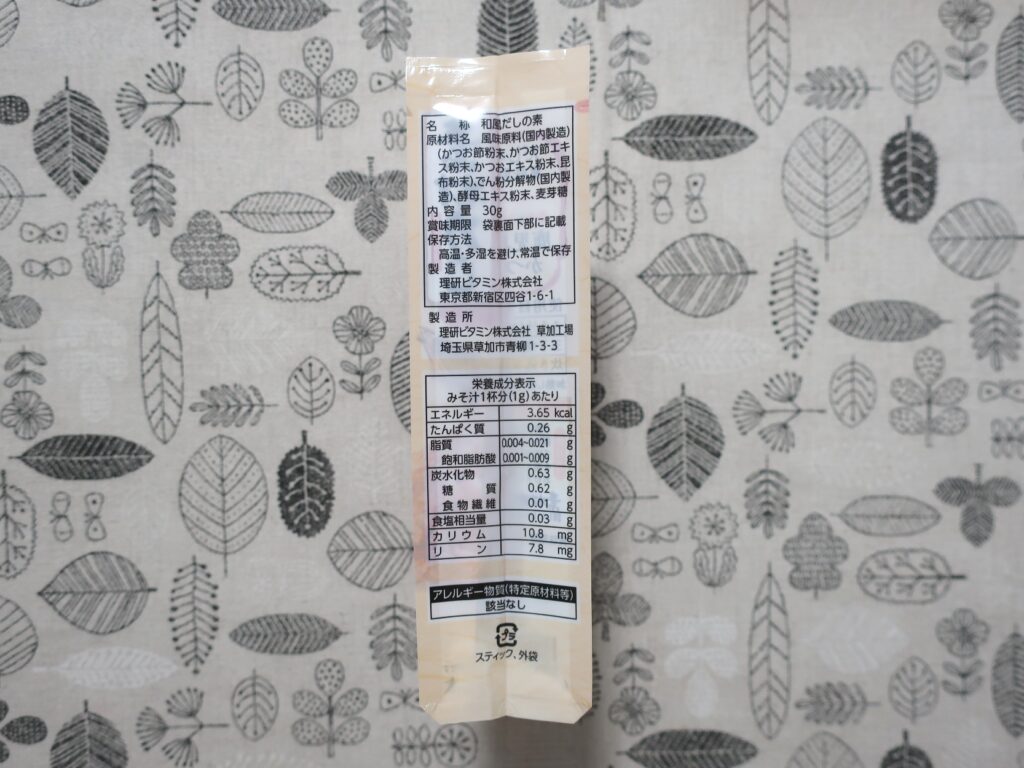 名称 和風だしの素
原材料名 風味原料(国内製造)
(かつお節粉末、かつお節エキ
ス粉末、かつおエキス粉末、昆
布粉末)、でん粉分解物(国内製
造)、酵母エキス粉末、麦芽糖
内容量 30g
賞味期限 袋裏面下部に記載
保存方法
高温・多湿を避け、常温で保存
製造者
理研ビタミン株式会社
東京都新宿区四谷1-6-1
製造所
理研ビタミン株式会社 草加工場
埼玉県草加市青柳1-3-3
栄養成分表示
みそ汁1杯分(1g)あたり
エネルギー 3.65 kcal
たんぱく質 0.26 g
脂質 0.004~0.021 g
飽和脂肪酸 0.001~0.009 g
炭水化物 0.63 g
糖質 0.62 g
食物繊維 0.01 g
食塩相当量 0.03 g
カリウム 10.8 mg
リン 7.8 mg
アレルギー物質(特定原材料等)
該当なし
プラ
スティック、外袋